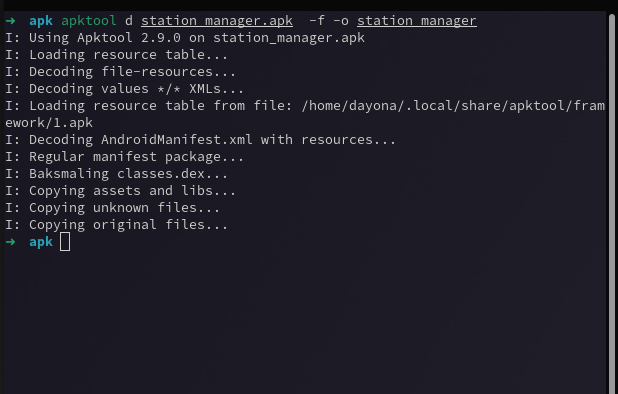 ➜  apk apktool d station_manager.apk  -f -o station_manager
I: Using Apktool 2.9.0 on station_manager.apk
I: Loading resource table...
I: Decoding file-resources...
I: Decoding values */* XMLs...
I: Loading resource table from file: /home/dayona/.local/share/apktool/fram
ework/1.apk
I: Decoding AndroidManifest.xml with resources...
I: Regular manifest package...
I: Baksmaling classes.dex...
I: Copying assets and libs...
I: Copying unknown files...
I: Copying original files...
➜  apk